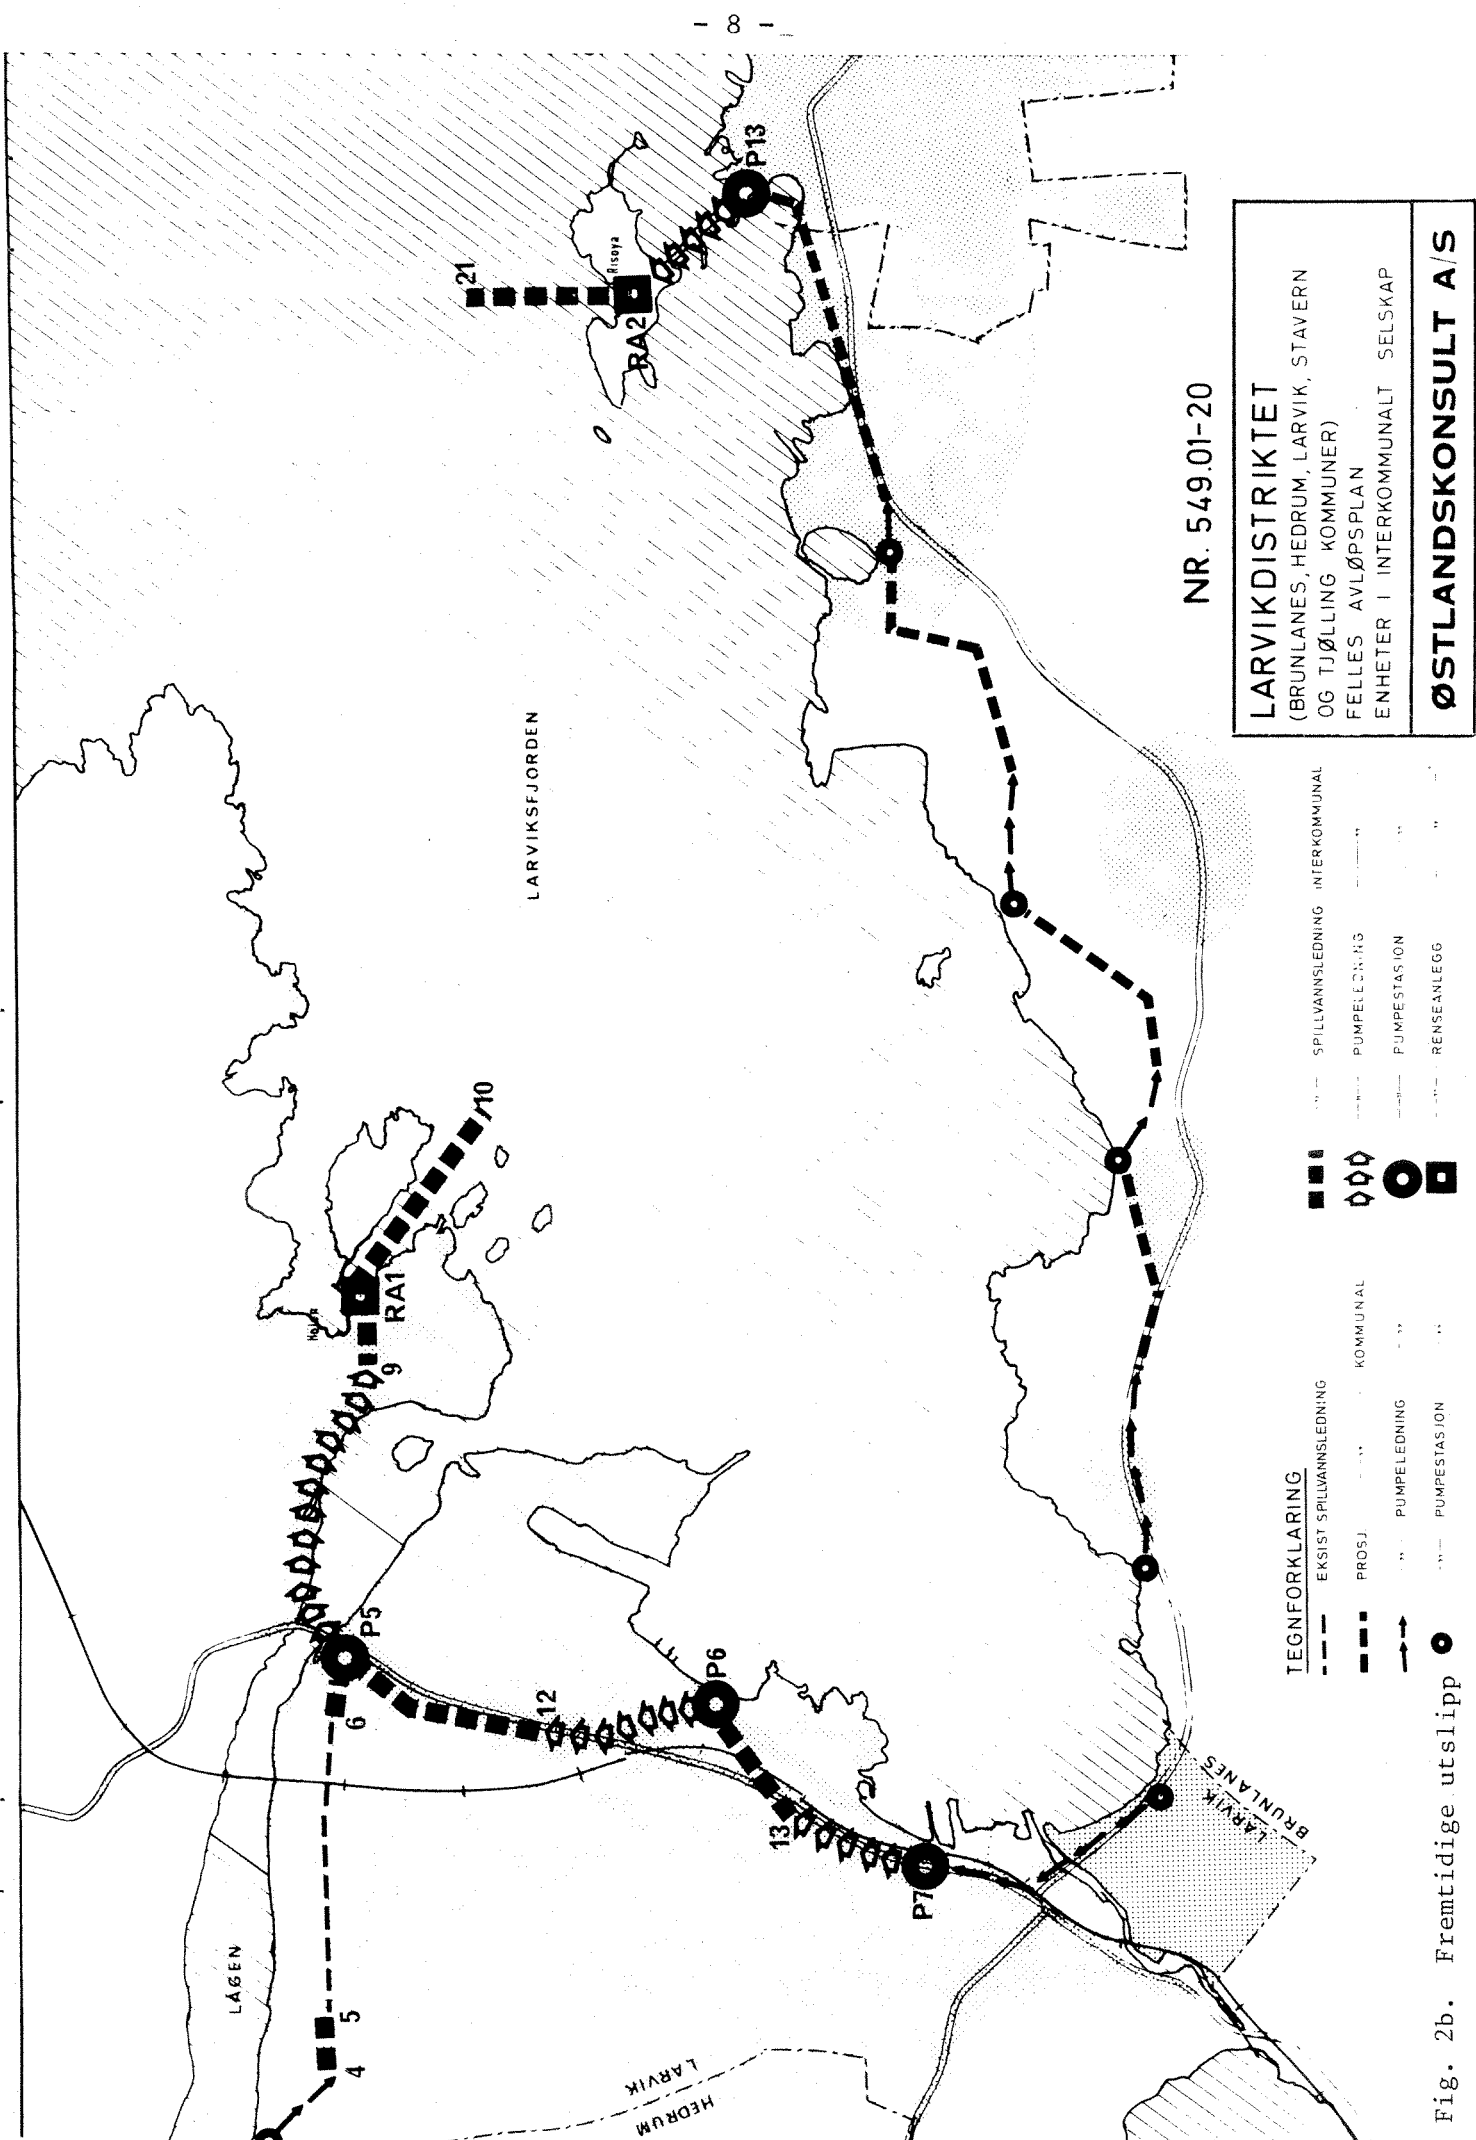 - 8 -
21
Risøya
RA2
P13
LARVIKSFJORDEN
10
RA1
9
P5
6
12
P6
13
P7
LÅGEN
5
4
LARVIK
HEDRUM
LARVIK
BRUNLANES
NR. 549.01-20
LARVIKDISTRIKTET
(BRUNLANES, HEDRUM, LARVIK, STAVERN
OG TJØLLING KOMMUNER)
FELLES AVLØPSPLAN
ENHETER I INTERKOMMUNALT SELSKAP
ØSTLANDSKONSULT A/S
TEGNFORKLARING
EKSIST SPILLVANNSLEDNING
PROSJ. - " - KOMMUNAL
- " - PUMPELEDNING - " -
- " - PUMPESTASJON - " -
- " - SPILLVANNSLEDNING INTERKOMMUNAL
- " - PUMPELEDNING - " -
- " - PUMPESTASJON - " -
- " - RENSEANLEGG - " -
Fig. 2b. Fremtidige utslipp